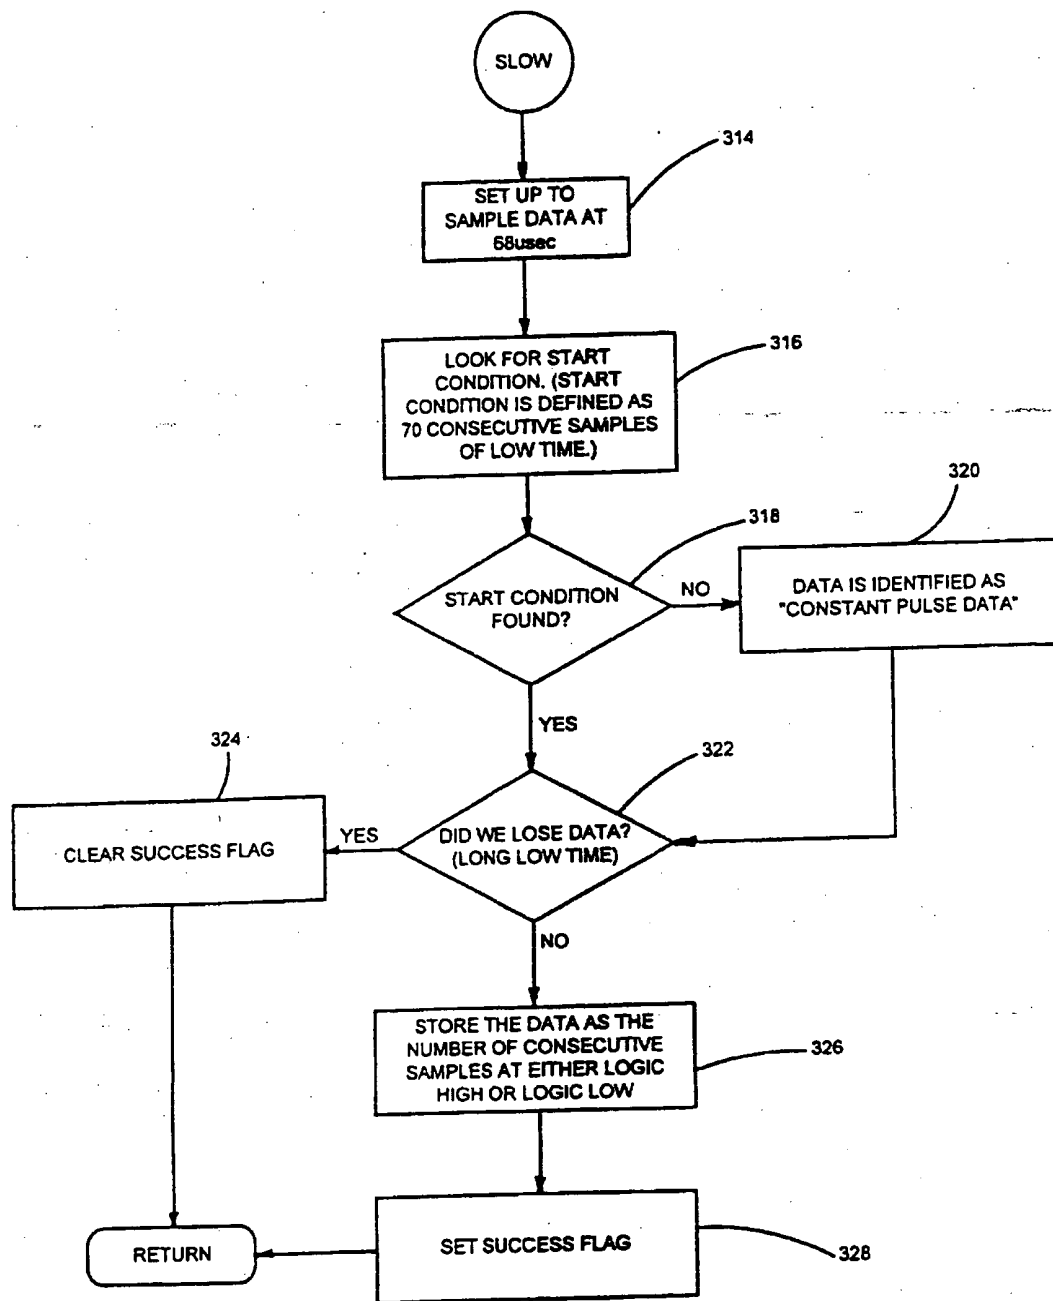 SLOW
314
SET UP TO
SAMPLE DATA AT
68usec
316
LOOK FOR START
CONDITION. (START
CONDITION IS DEFINED AS
70 CONSECUTIVE SAMPLES
OF LOW TIME.)
320
318
START CONDITION
FOUND?
NO
DATA IS IDENTIFIED AS
"CONSTANT PULSE DATA"
YES
324
322
CLEAR SUCCESS FLAG
YES
DID WE LOSE DATA?
(LONG LOW TIME)
NO
STORE THE DATA AS THE
NUMBER OF CONSECUTIVE
SAMPLES AT EITHER LOGIC
HIGH OR LOGIC LOW
326
RETURN
SET SUCCESS FLAG
328